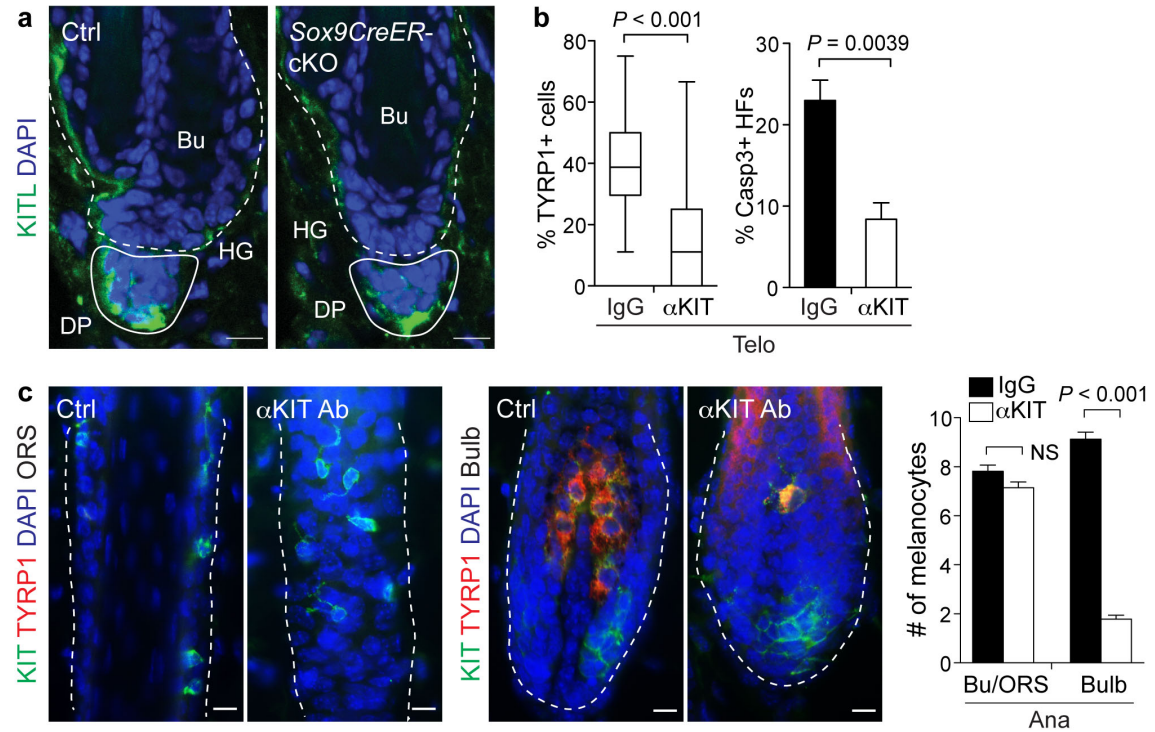 a
Ctrl
Sox9CreER-
cKO
Bu
Bu
HG
HG
DP
DP
KITL DAPI
b
P < 0.001
80
60
40
20
0
% TYRP1+ cells
IgG
αKIT
P = 0.0039
30
20
10
0
% Casp3+ HFs
IgG
αKIT
Telo
c
KIT TYRP1 DAPI ORS
Ctrl
αKIT Ab
KIT TYRP1 DAPI Bulb
Ctrl
αKIT Ab
IgG
αKIT
P < 0.001
NS
10
8
6
4
2
0
# of melanocytes
Bu/ORS
Bulb
Ana